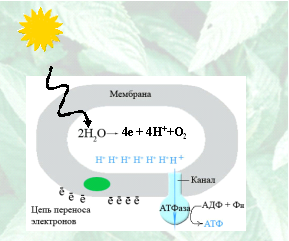 Мембрана
2H₂O → 4e + 4H⁺+O₂
H⁺ H⁺ H⁺ H⁺ H⁺ H⁺ H⁺
Канал
ē ē ē ē ē ē ē
АТФаза
АДФ + Фн
АТФ
Цепь переноса
электронов